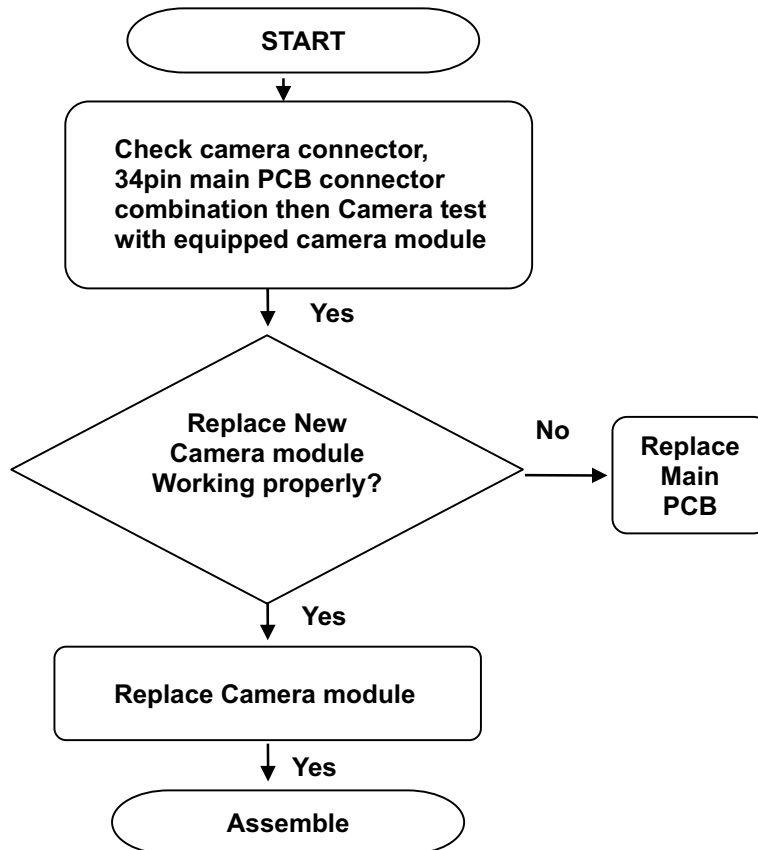 START
Check camera connector,
34pin main PCB connector
combination then Camera test
with equipped camera module
Yes
Replace New
Camera module
Working properly?
No
Replace
Main
PCB
Yes
Replace Camera module
Yes
Assemble